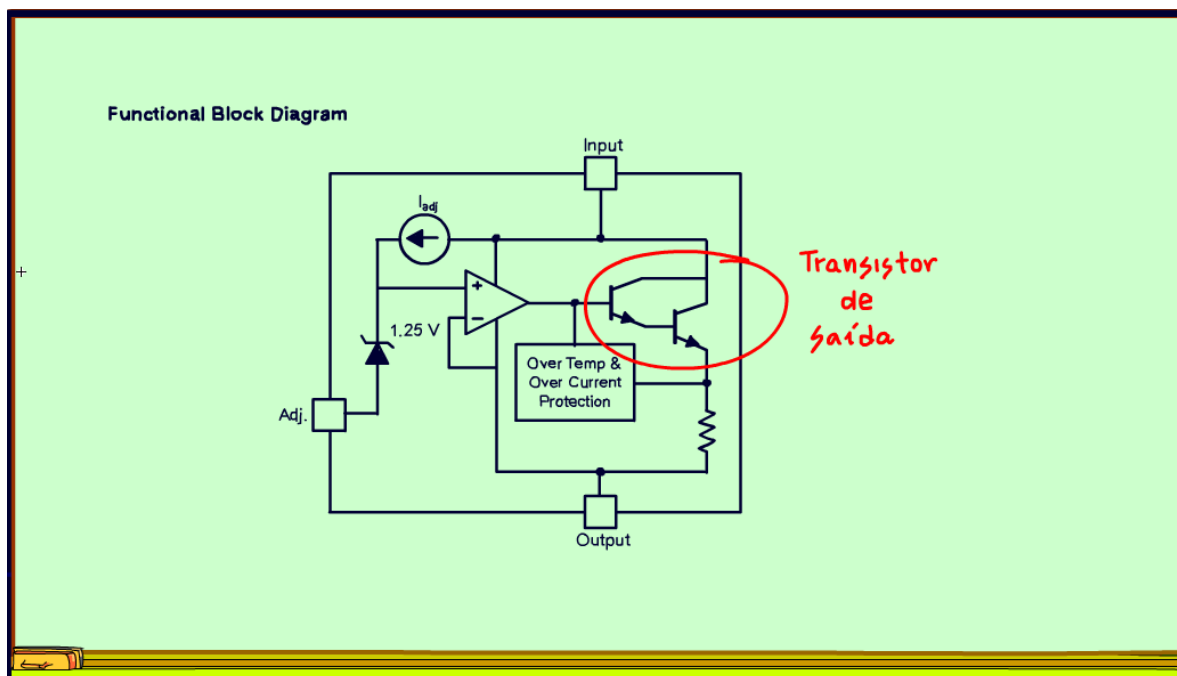 Functional Block Diagram
Input
Iadj
+
−
1.25 V
Transistor
de
saída
Over Temp &
Over Current
Protection
Adj.
Output